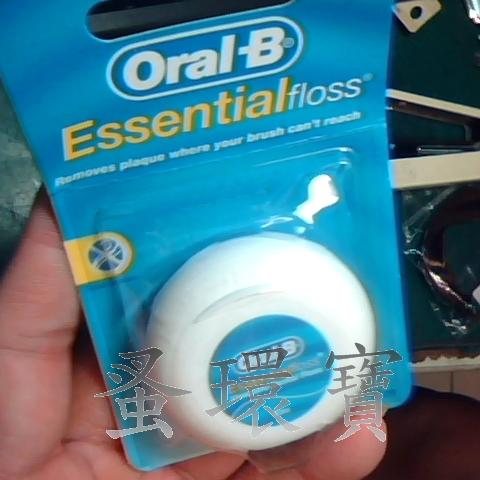 Oral-B
Essentialfloss®
Removes plaque where your brush can't reach
Oral-B
蚤環寶